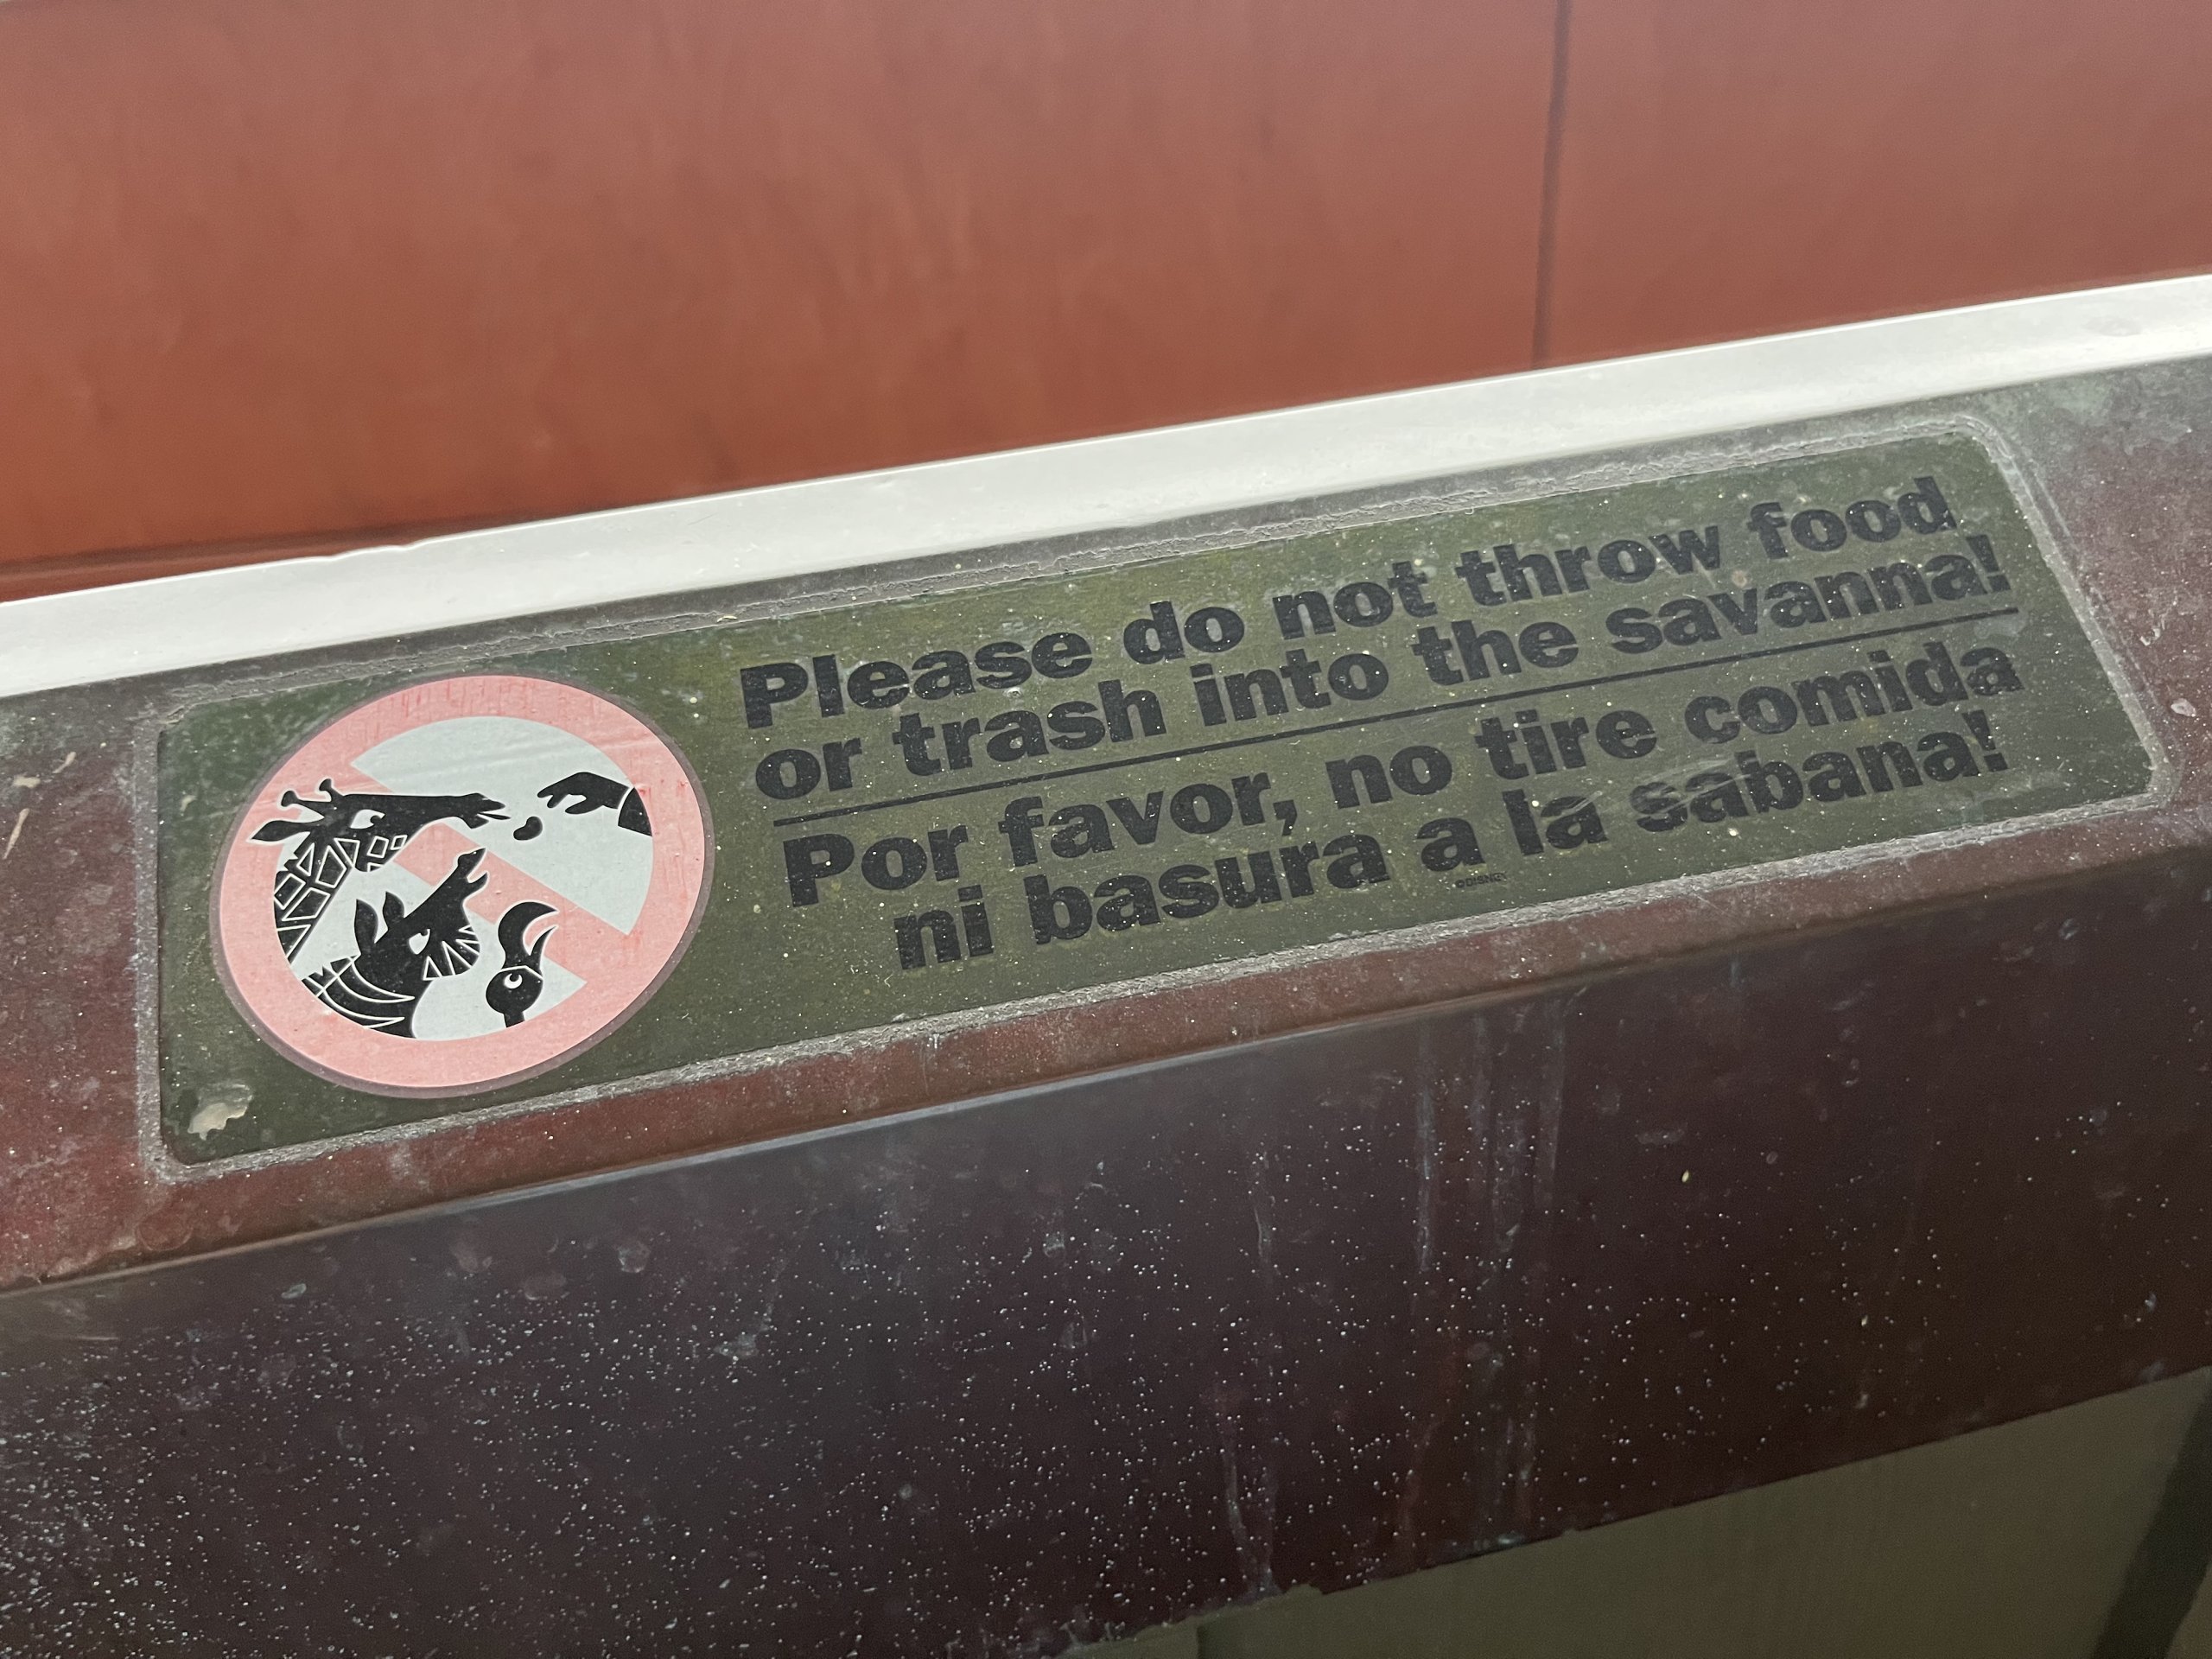 Please do not throw food
or trash into the savanna!
Por favor, no tire comida
ni basura a la sabana!
©DISNEY